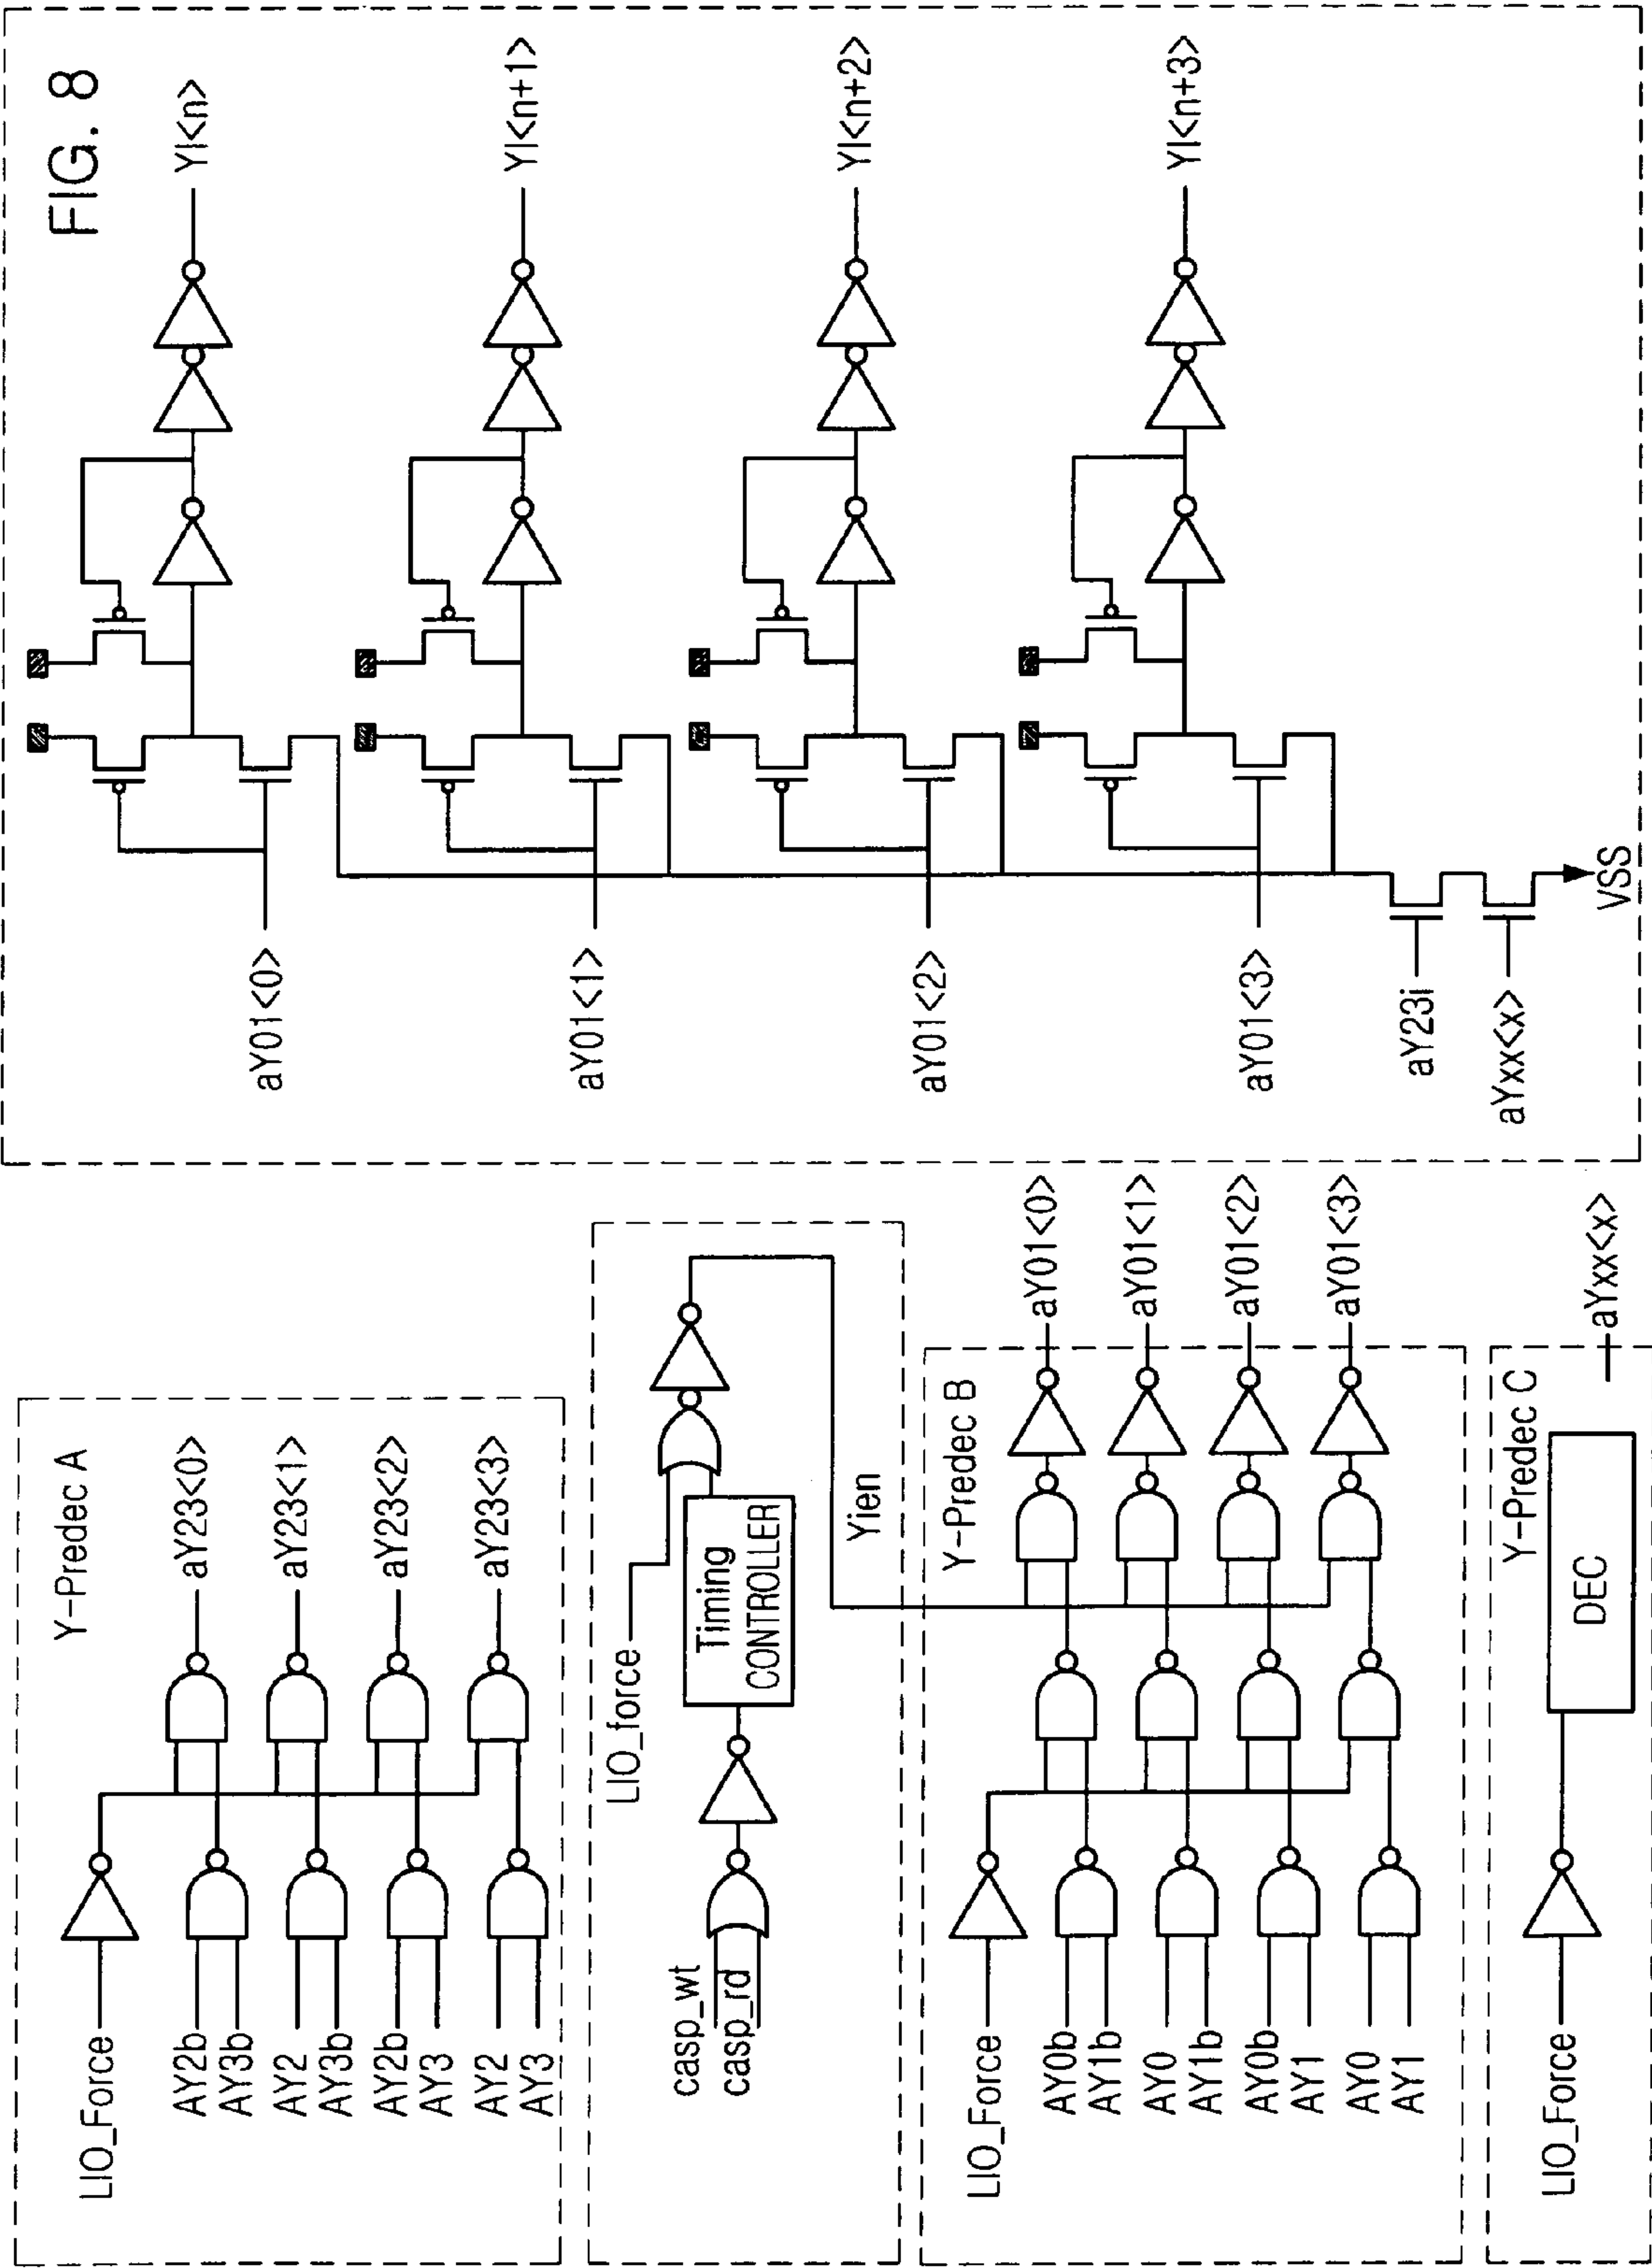 FIG. 8
Y-Predec A
LIO_Force
AY2b
AY3b
AY2
AY3b
AY2b
AY3
AY2
AY3
aY23<0>
aY23<1>
aY23<2>
aY23<3>
LIO_force
casp_wt
casp_rd
Timing
CONTROLLER
Yien
Y-Predec B
LIO_Force
AY0b
AY1b
AY0
AY1b
AY0b
AY1
AY0
AY1
aY01<0>
aY01<1>
aY01<2>
aY01<3>
Y-Predec C
LIO_Force
DEC
aYxx<x>
aY01<0>
YI<n>
aY01<1>
YI<n+1>
aY01<2>
YI<n+2>
aY01<3>
YI<n+3>
aY23i
aYxx<x>
VSS